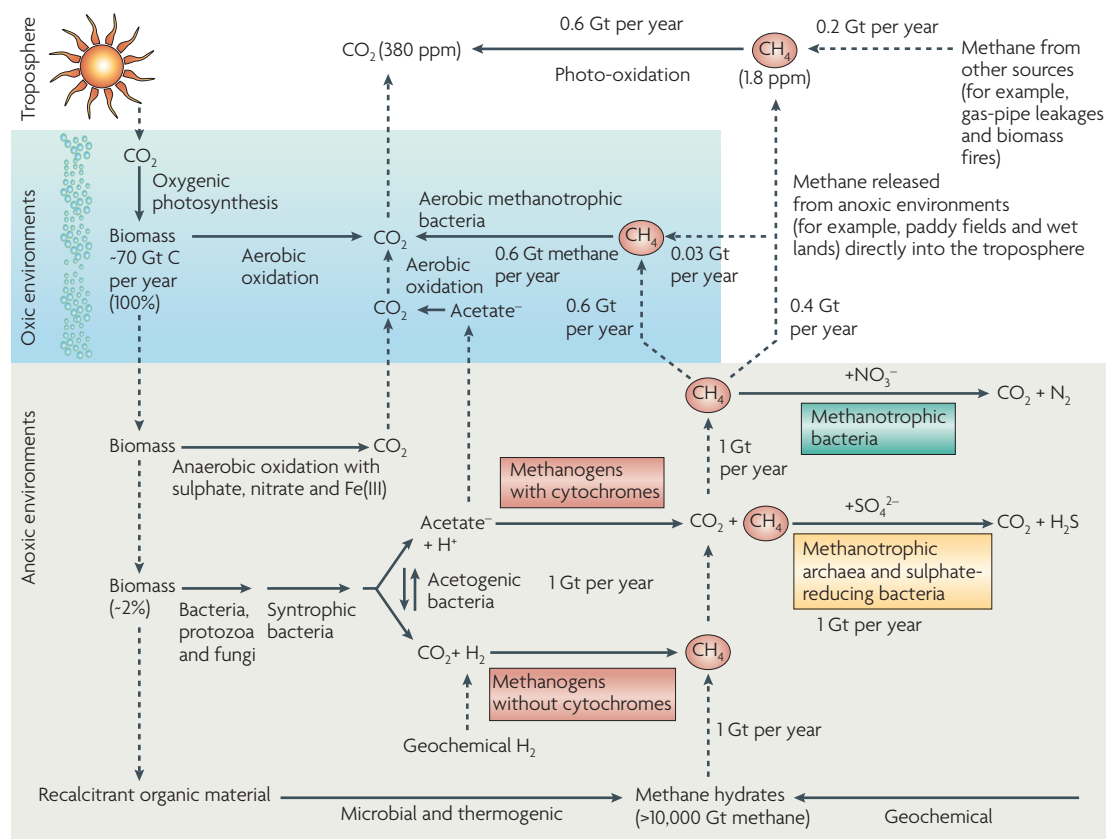 Troposphere
0.6 Gt per year
0.2 Gt per year
CO₂ (380 ppm)
CH₄
Photo-oxidation
(1.8 ppm)
Methane from
other sources
(for example,
gas-pipe leakages
and biomass
fires)
Oxic environments
CO₂
Oxygenic
photosynthesis
Aerobic methanotrophic
bacteria
Methane released
from anoxic environments
(for example, paddy fields and wet
lands) directly into the troposphere
Biomass
~70 Gt C
per year
(100%)
Aerobic
oxidation
CO₂
CH₄
Aerobic
oxidation
0.6 Gt methane
per year
0.03 Gt
per year
CO₂
Acetate⁻
0.6 Gt
per year
0.4 Gt
per year
Anoxic environments
CH₄
+NO₃⁻
CO₂ + N₂
Methanotrophic
bacteria
Biomass
CO₂
Anaerobic oxidation with
sulphate, nitrate and Fe(III)
1 Gt
per year
Methanogens
with cytochromes
Acetate⁻
+ H⁺
CO₂ +
CH₄
+SO₄²⁻
CO₂ + H₂S
Methanotrophic
archaea and sulphate-
reducing bacteria
1 Gt per year
Biomass
(~2%)
Bacteria,
protozoa
and fungi
Syntrophic
bacteria
Acetogenic
bacteria
1 Gt per year
CO₂+ H₂
CH₄
Methanogens
without cytochromes
Geochemical H₂
1 Gt per year
Recalcitrant organic material
Microbial and thermogenic
Methane hydrates
(>10,000 Gt methane)
Geochemical